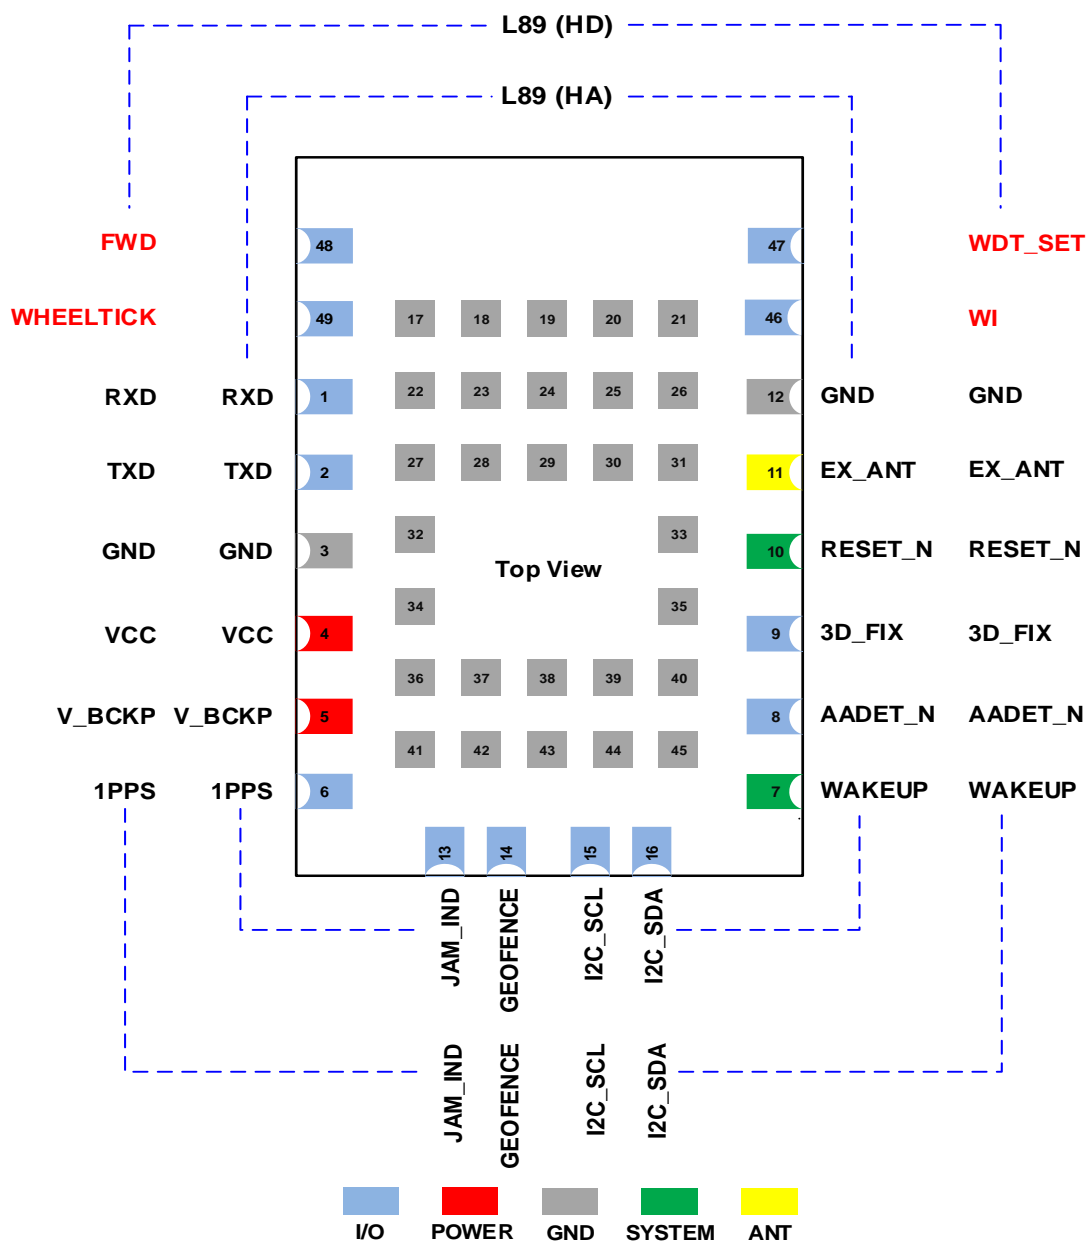 L89 (HD)
L89 (HA)
FWD 48 47 WDT_SET
WHEELTICK 49 17 18 19 20 21 46 WI
RXD RXD 1 22 23 24 25 26 12 GND GND
TXD TXD 2 27 28 29 30 31 11 EX_ANT EX_ANT
GND GND 3 32 33 10 RESET_N RESET_N
Top View
34 35
VCC VCC 4 9 3D_FIX 3D_FIX
36 37 38 39 40
V_BCKP V_BCKP 5 8 AADET_N AADET_N
41 42 43 44 45
1PPS 1PPS 6 7 WAKEUP WAKEUP
13 14 15 16
JAM_IND GEOFENCE I2C_SCL I2C_SDA
JAM_IND GEOFENCE I2C_SCL I2C_SDA
I/O POWER GND SYSTEM ANT